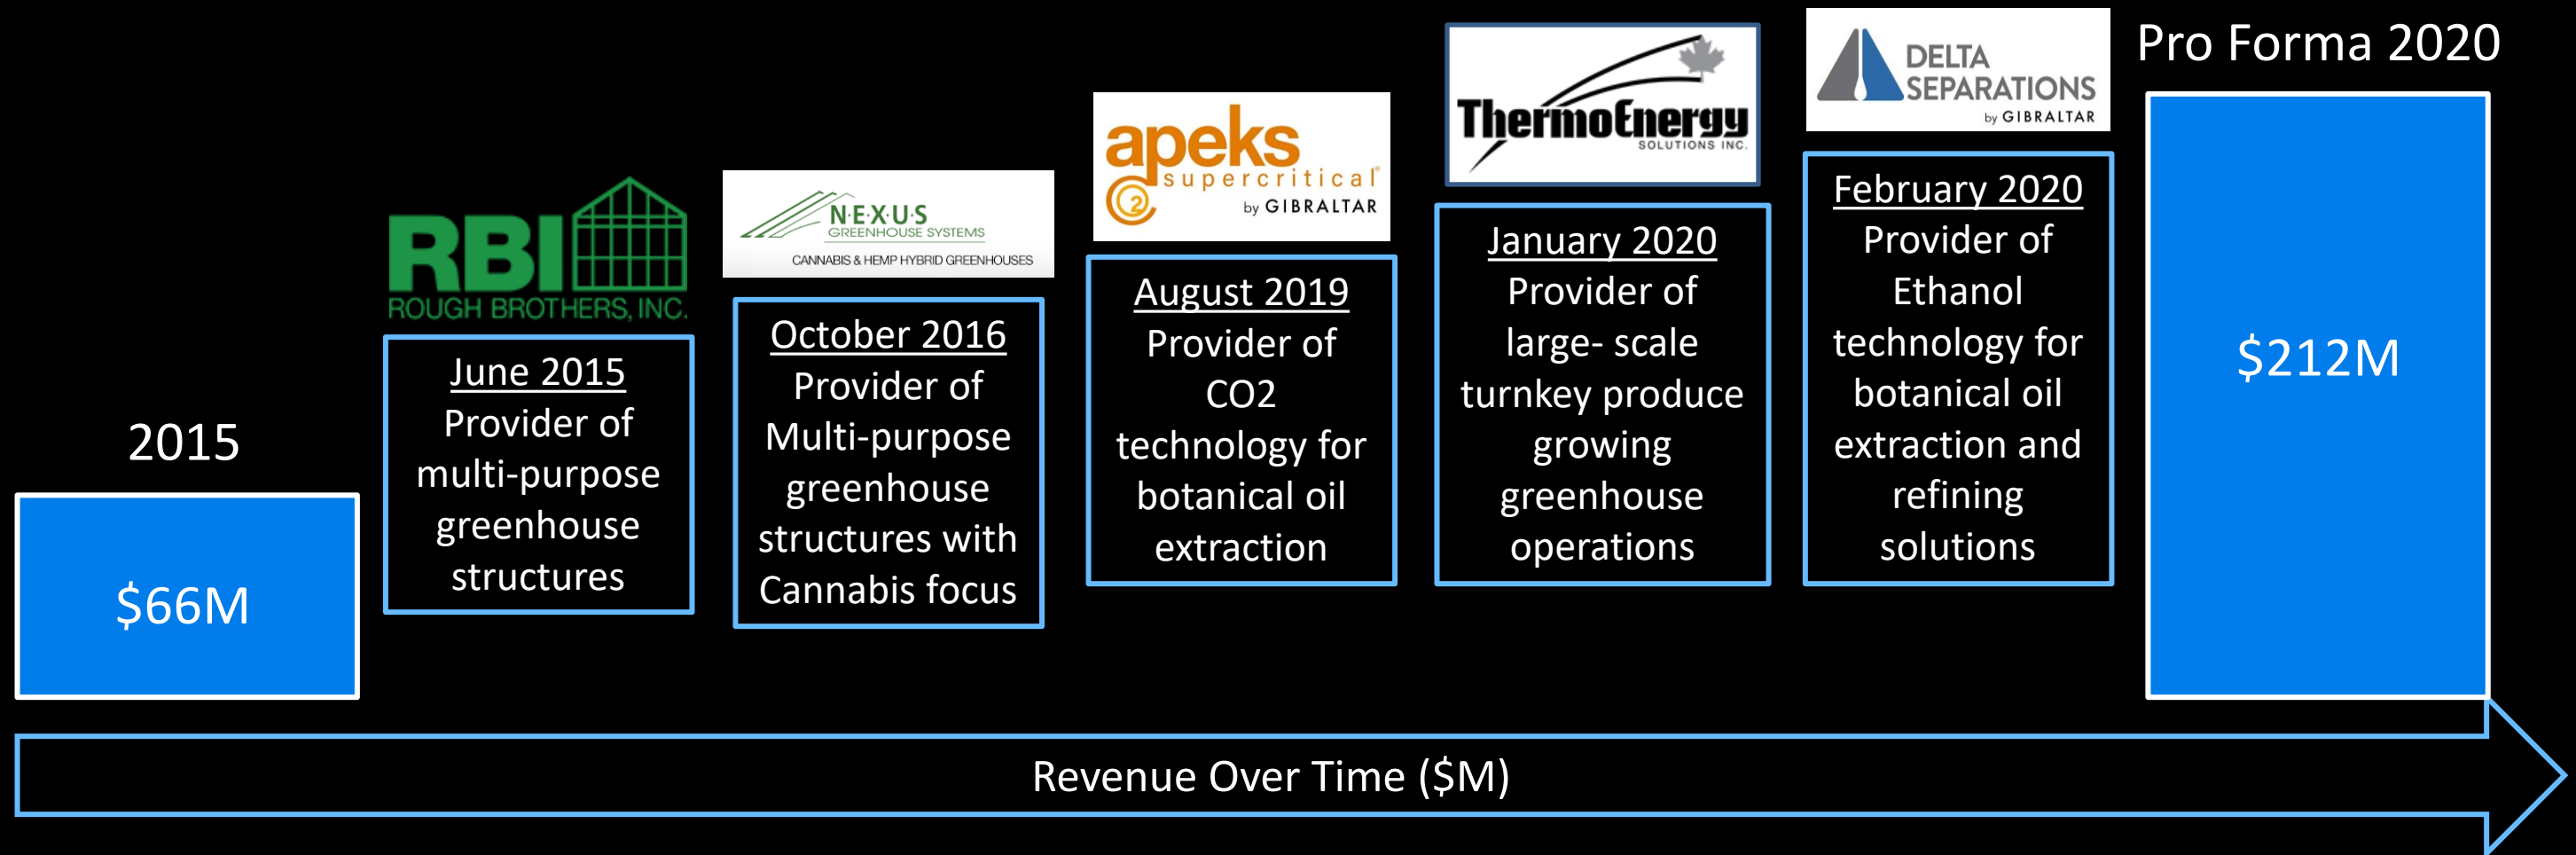 2015
$66M
RBI
ROUGH BROTHERS, INC.
June 2015
Provider of
multi-purpose
greenhouse
structures
N·E·X·U·S
GREENHOUSE SYSTEMS
CANNABIS & HEMP HYBRID GREENHOUSES
October 2016
Provider of
Multi-purpose
greenhouse
structures with
Cannabis focus
apeks
supercritical®
CO2
by GIBRALTAR
August 2019
Provider of
CO2
technology for
botanical oil
extraction
ThermoEnergy
SOLUTIONS INC.
January 2020
Provider of
large- scale
turnkey produce
growing
greenhouse
operations
DELTA
SEPARATIONS
by GIBRALTAR
February 2020
Provider of
Ethanol
technology for
botanical oil
extraction and
refining
solutions
Pro Forma 2020
$212M
Revenue Over Time ($M)